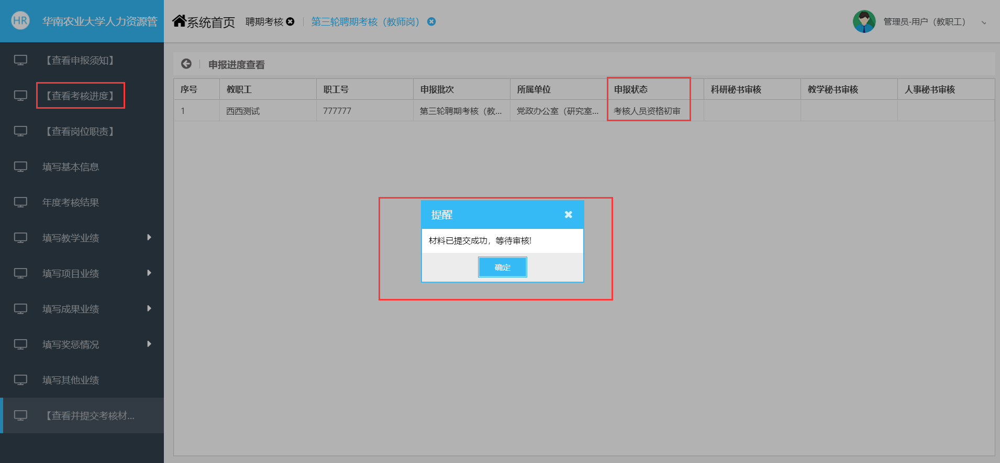 HR
华南农业大学人力资源管
系统首页
聘期考核
第三轮聘期考核（教师岗）
管理员-用户（教职工）
【查看申报须知】
【查看考核进度】
【查看岗位职责】
填写基本信息
年度考核结果
填写教学业绩
填写项目业绩
填写成果业绩
填写奖惩情况
填写其他业绩
【查看并提交考核材...
申报进度查看
序号 教职工 职工号 申报批次 所属单位 申报状态 科研秘书审核 教学秘书审核 人事秘书审核
1 西西测试 777777 第三轮聘期考核（教... 党政办公室（研究室... 考核人员资格初审
提醒
材料已提交成功，等待审核!
确定